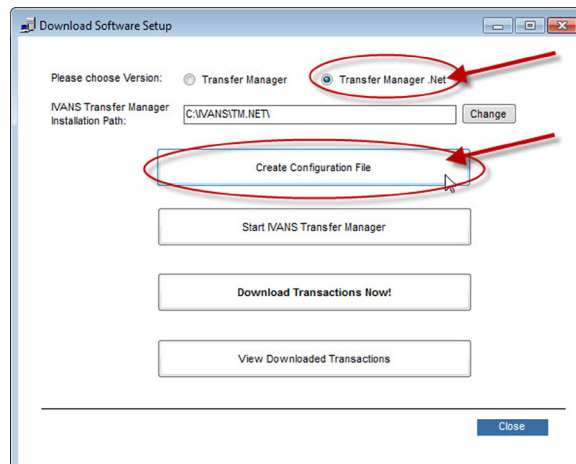 Download Software Setup
Please choose Version: Transfer Manager Transfer Manager .Net
IVANS Transfer Manager
Installation Path: C:\IVANS\TM.NET\ Change
Create Configuration File
Start IVANS Transfer Manager
Download Transactions Now!
View Downloaded Transactions
Close